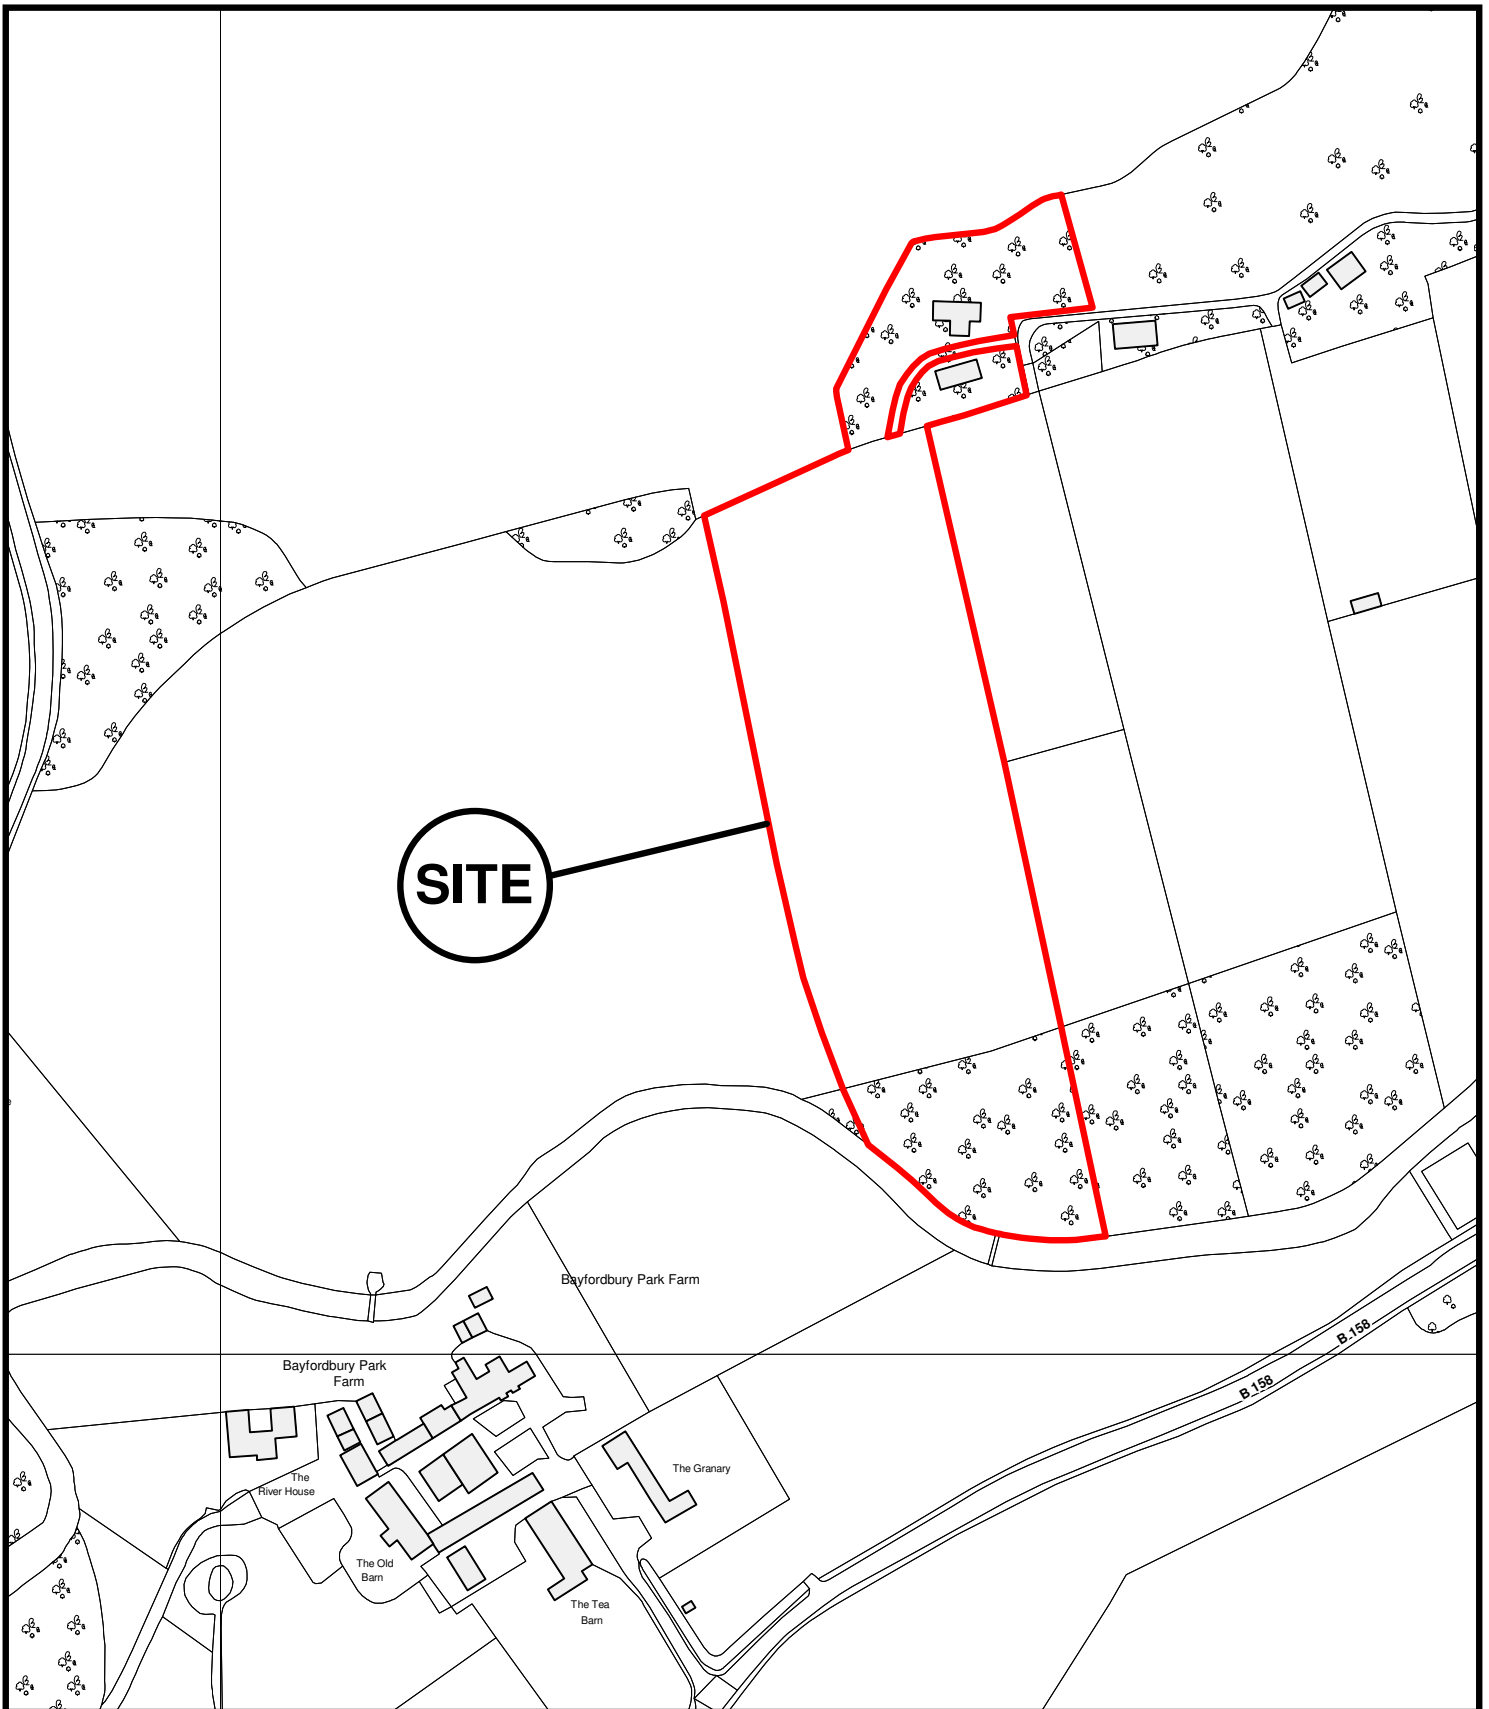 SITE
Bayfordbury Park Farm
B 158
B 158
Bayfordbury Park
Farm
The Granary
The
River House
The Old
Barn
The Tea
Barn